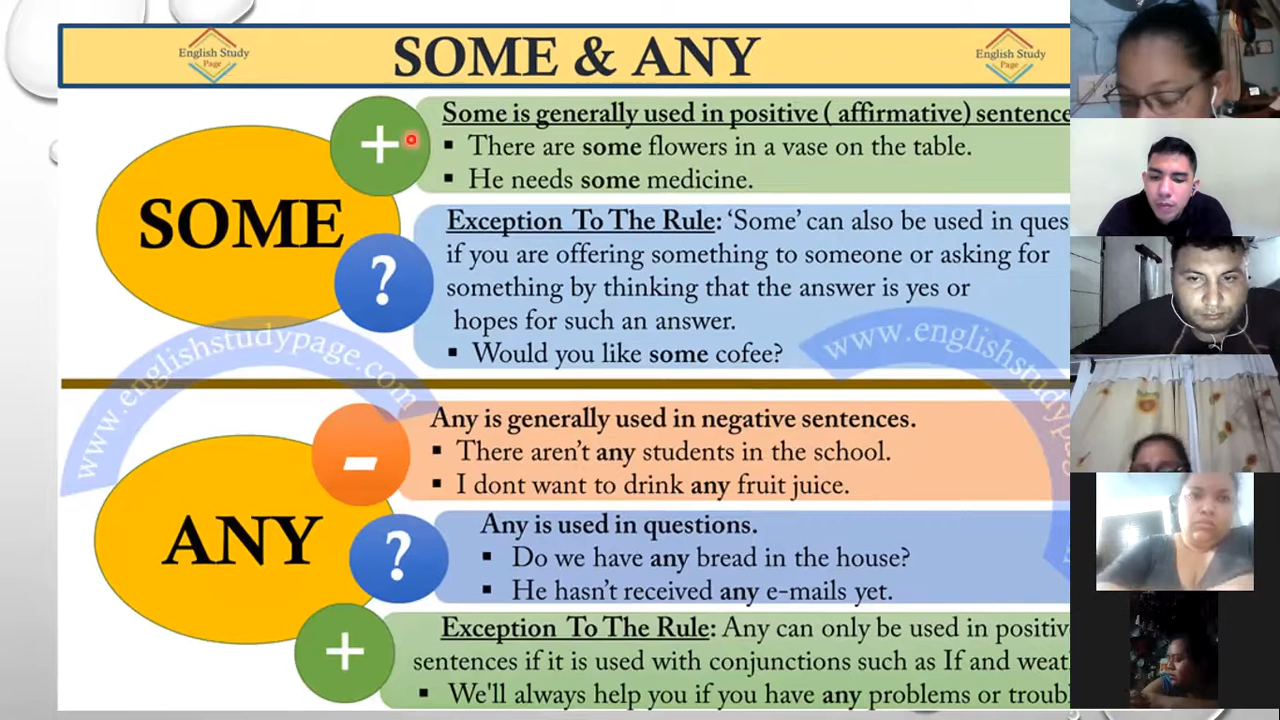 SOME & ANY
English Study
Page
English Study
Page
SOME
+
Some is generally used in positive ( affirmative) sentence
▪ There are some flowers in a vase on the table.
▪ He needs some medicine.
?
Exception To The Rule: ‘Some’ can also be used in ques
if you are offering something to someone or asking for
something by thinking that the answer is yes or
hopes for such an answer.
▪ Would you like some cofee?
www.englishstudypage.com
www.english
ANY
-
Any is generally used in negative sentences.
▪ There aren’t any students in the school.
▪ I dont want to drink any fruit juice.
?
Any is used in questions.
▪ Do we have any bread in the house?
▪ He hasn’t received any e-mails yet.
+
Exception To The Rule: Any can only be used in positiv
sentences if it is used with conjunctions such as If and weat
▪ We'll always help you if you have any problems or troub